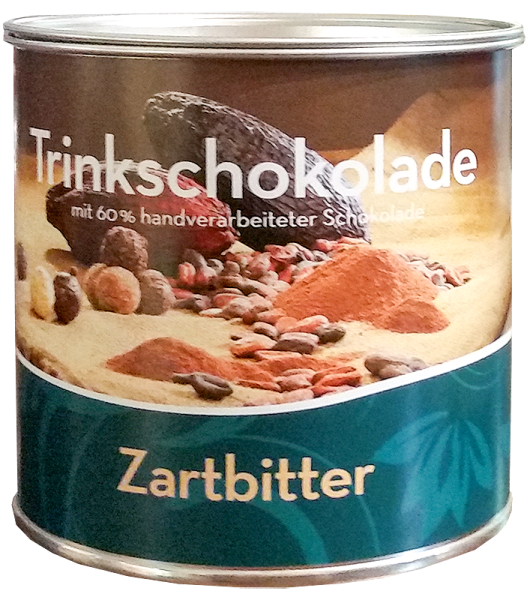 Trinkschokolade
mit 60% handverarbeiteter Schokolade
Zartbitter